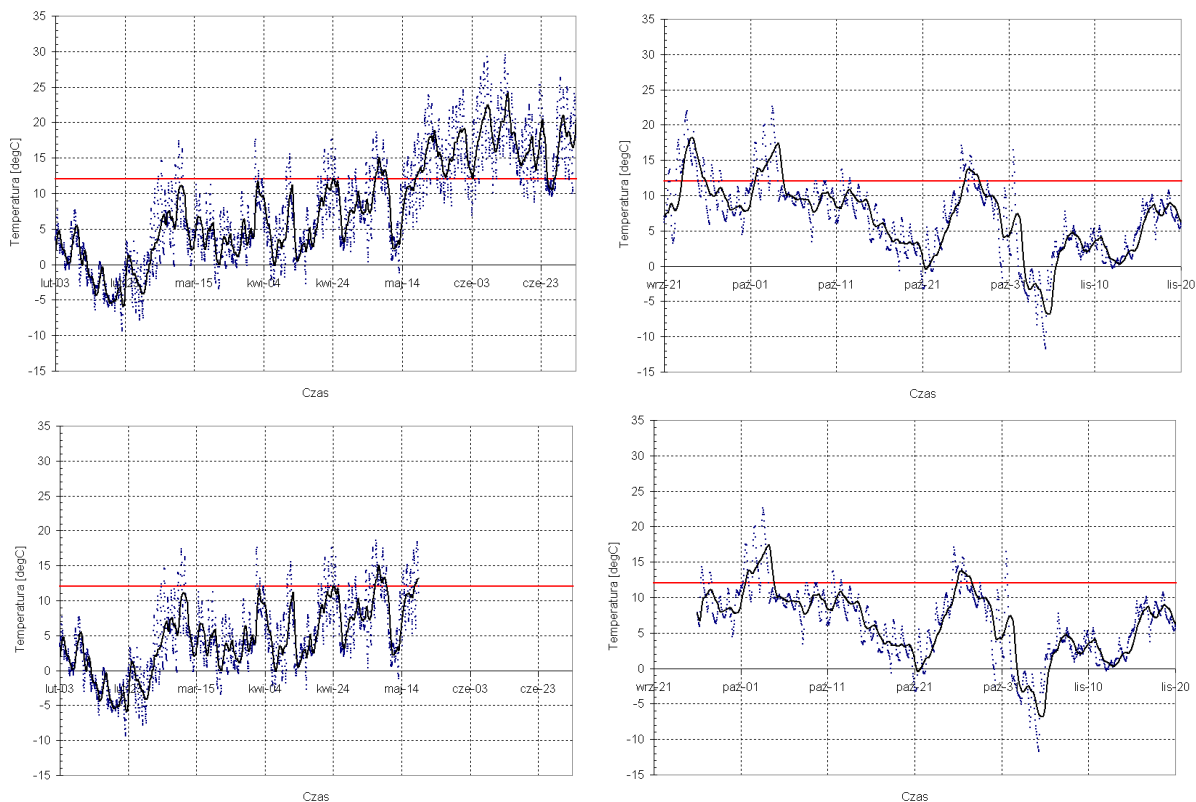 35
30
25
20
15
10
5
0
-5
-10
-15
Temperatura [degC]
lut-03
mar-15
kwi-04
kwi-24
maj-14
cze-03
cze-23
Czas
35
30
25
20
15
10
5
0
-5
-10
-15
Temperatura [degC]
wrz-21
paź-01
paź-11
paź-21
lis-10
lis-20
Czas
35
30
25
20
15
10
5
0
-5
-10
-15
Temperatura [degC]
lut-03
mar-15
kwi-04
kwi-24
maj-14
cze-03
cze-23
Czas
35
30
25
20
15
10
5
0
-5
-10
-15
Temperatura [degC]
wrz-21
paź-01
paź-11
paź-21
lis-10
lis-20
Czas